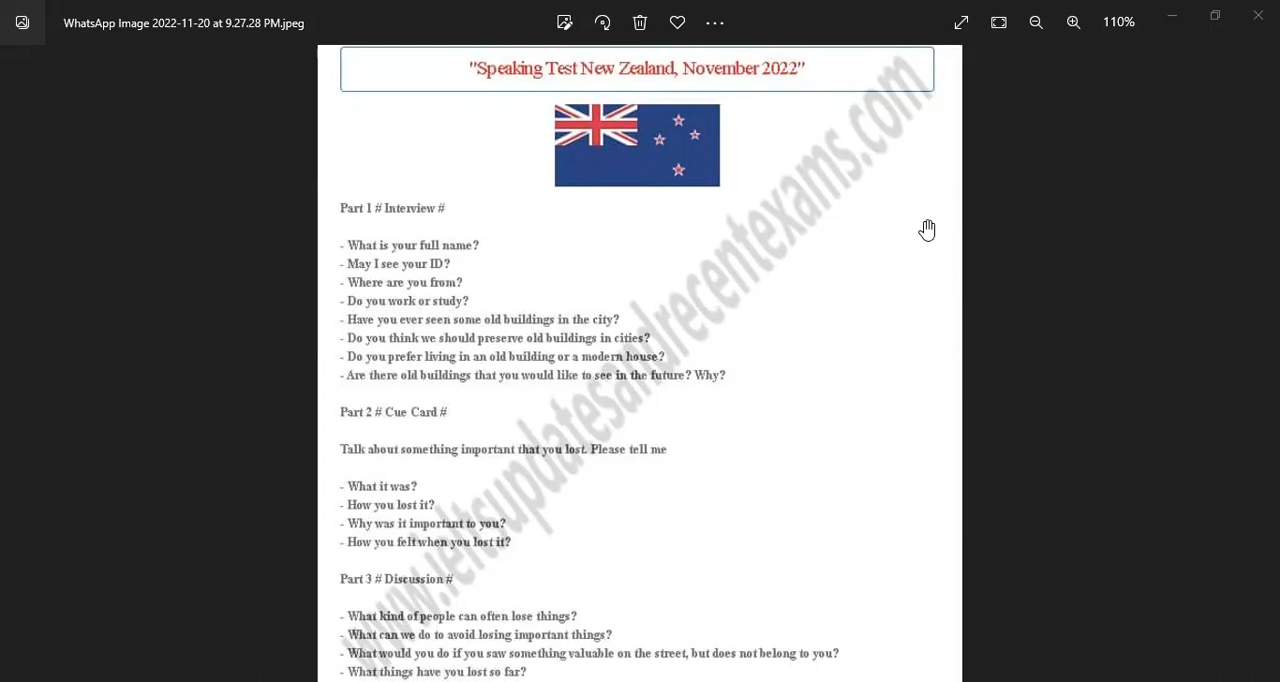 WhatsApp Image 2022-11-20 at 9.27.28 PM.jpeg
110%
"Speaking Test New Zealand, November 2022"
Part 1 # Interview #
- What is your full name?
- May I see your ID?
- Where are you from?
- Do you work or study?
- Have you ever seen some old buildings in the city?
- Do you think we should preserve old buildings in cities?
- Do you prefer living in an old building or a modern house?
- Are there old buildings that you would like to see in the future? Why?
Part 2 # Cue Card #
Talk about something important that you lost. Please tell me
- What it was?
- How you lost it?
- Why was it important to you?
- How you felt when you lost it?
Part 3 # Discussion #
- What kind of people can often lose things?
- What can we do to avoid losing important things?
- What would you do if you saw something valuable on the street, but does not belong to you?
- What things have you lost so far?
www.ieltsupdatesandrecentexams.com